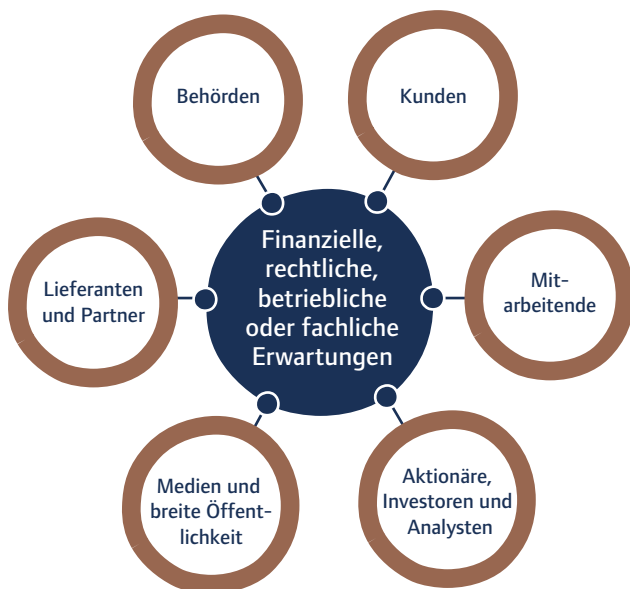 Behörden
Kunden
Finanzielle,
rechtliche,
betriebliche
oder fachliche
Erwartungen
Lieferanten
und Partner
Mit-
arbeitende
Medien und
breite Öffent-
lichkeit
Aktionäre,
Investoren und
Analysten